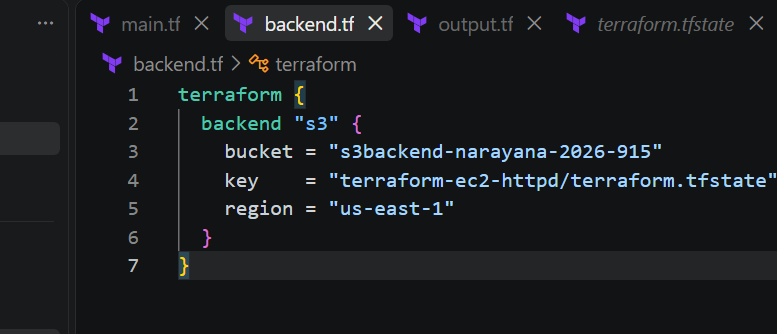 ... main.tf backend.tf output.tf terraform.tfstate
backend.tf > terraform
1 terraform {
2   backend "s3" {
3     bucket = "s3backend-narayana-2026-915"
4     key    = "terraform-ec2-httpd/terraform.tfstate"
5     region = "us-east-1"
6   }
7 }